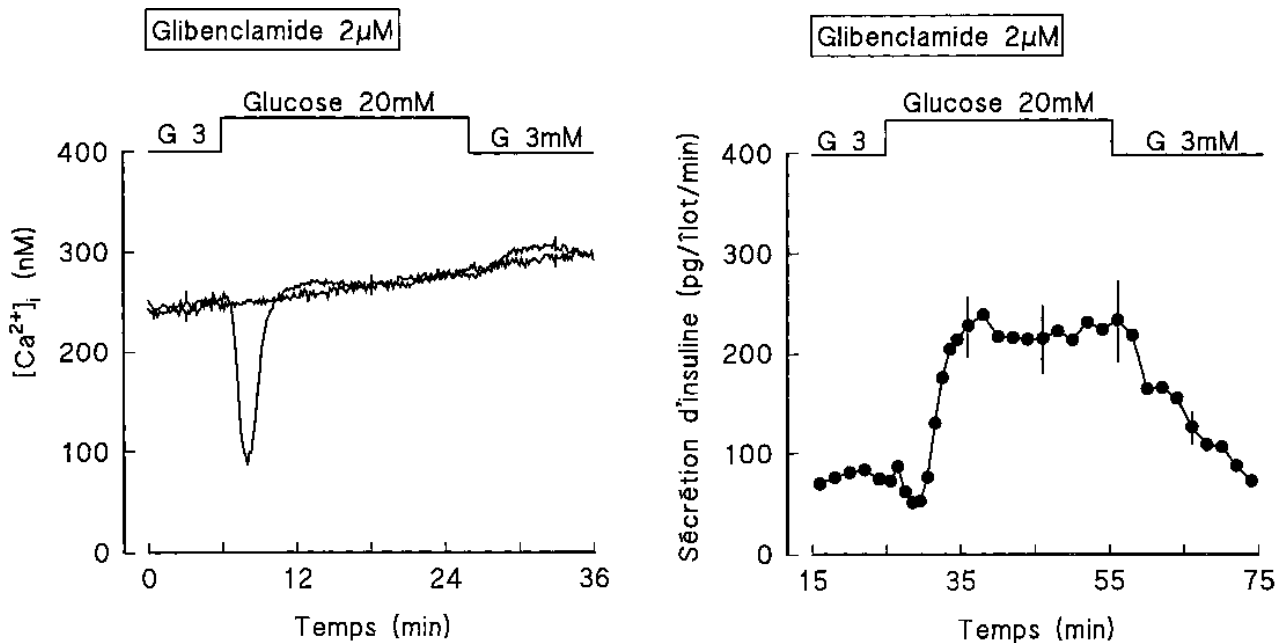 Glibenclamide 2µM
Glucose 20mM
G 3
G 3mM
400
300
200
100
0
[Ca²⁺]ᵢ (nM)
0
12
24
36
Temps (min)
Glibenclamide 2µM
Glucose 20mM
G 3
G 3mM
400
300
200
100
0
Sécrétion d'insuline (pg/îlot/min)
15
35
55
75
Temps (min)